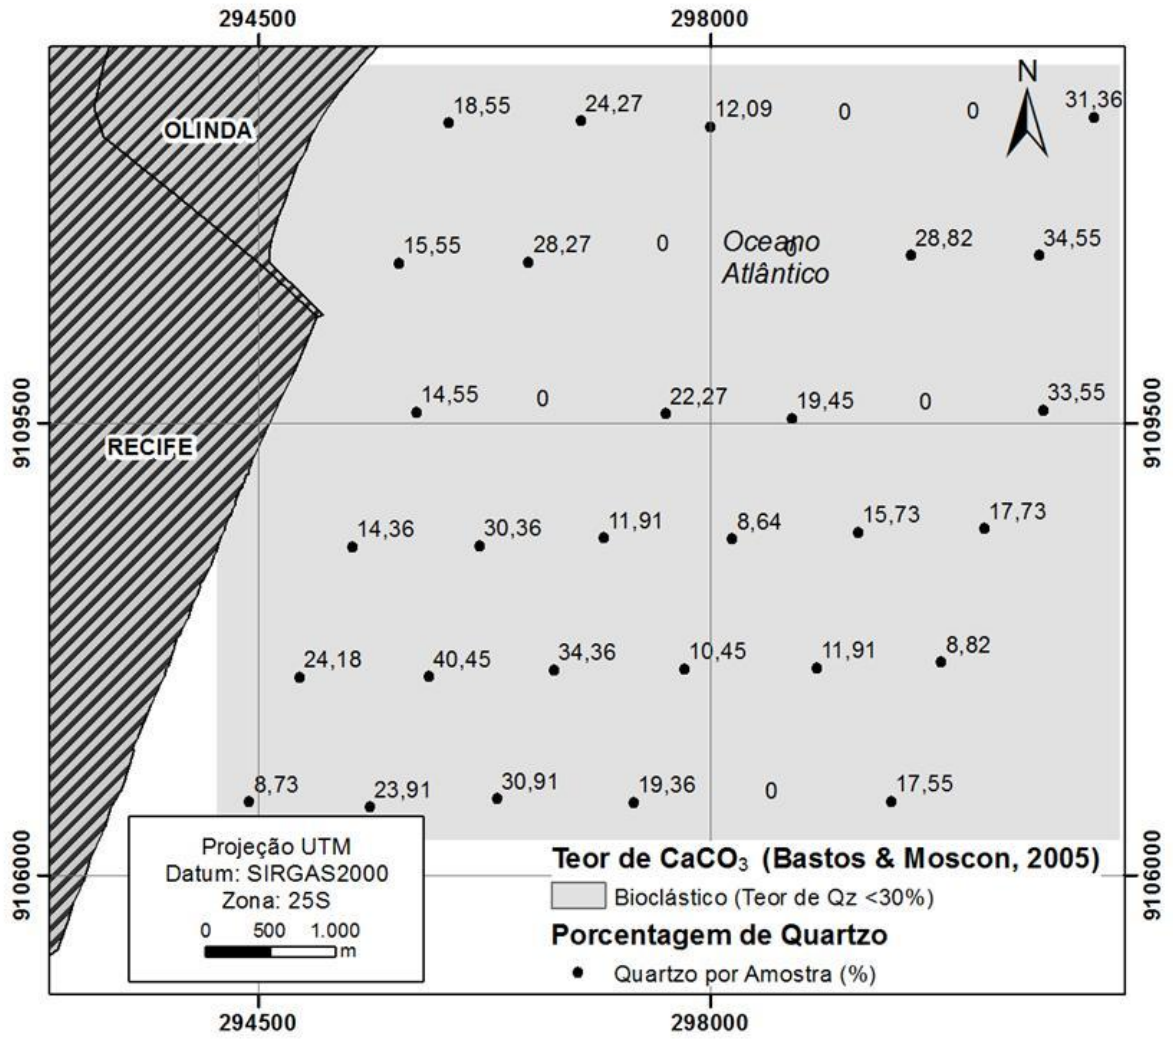 294500 298000
N
18,55 24,27 12,09 0 0 31,36
OLINDA
15,55 28,27 0 0 28,82 34,55
Oceano
Atlântico
14,55 0 22,27 19,45 0 33,55
9109500 9109500
RECIFE
14,36 30,36 11,91 8,64 15,73 17,73
24,18 40,45 34,36 10,45 11,91 8,82
8,73 23,91 30,91 19,36 0 17,55
Projeção UTM
Datum: SIRGAS2000
Zona: 25S
0 500 1.000
m
Teor de CaCO₃ (Bastos & Moscon, 2005)
Bioclástico (Teor de Qz <30%)
Porcentagem de Quartzo
Quartzo por Amostra (%)
9106000 9106000
294500 298000